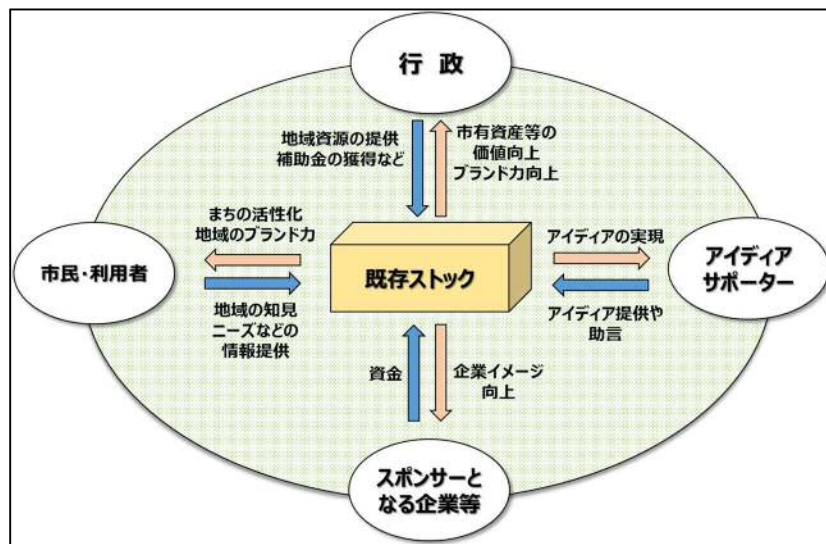 行 政
地域資源の提供
補助金の獲得など
市有資産等の
価値向上
ブランド力向上
まちの活性化
地域のブランド力
市民・利用者
地域の知見
ニーズなどの
情報提供
既存ストック
アイディアの実現
アイディア提供や
助言
アイディア
サポーター
資金
企業イメージ
向上
スポンサーと
なる企業等